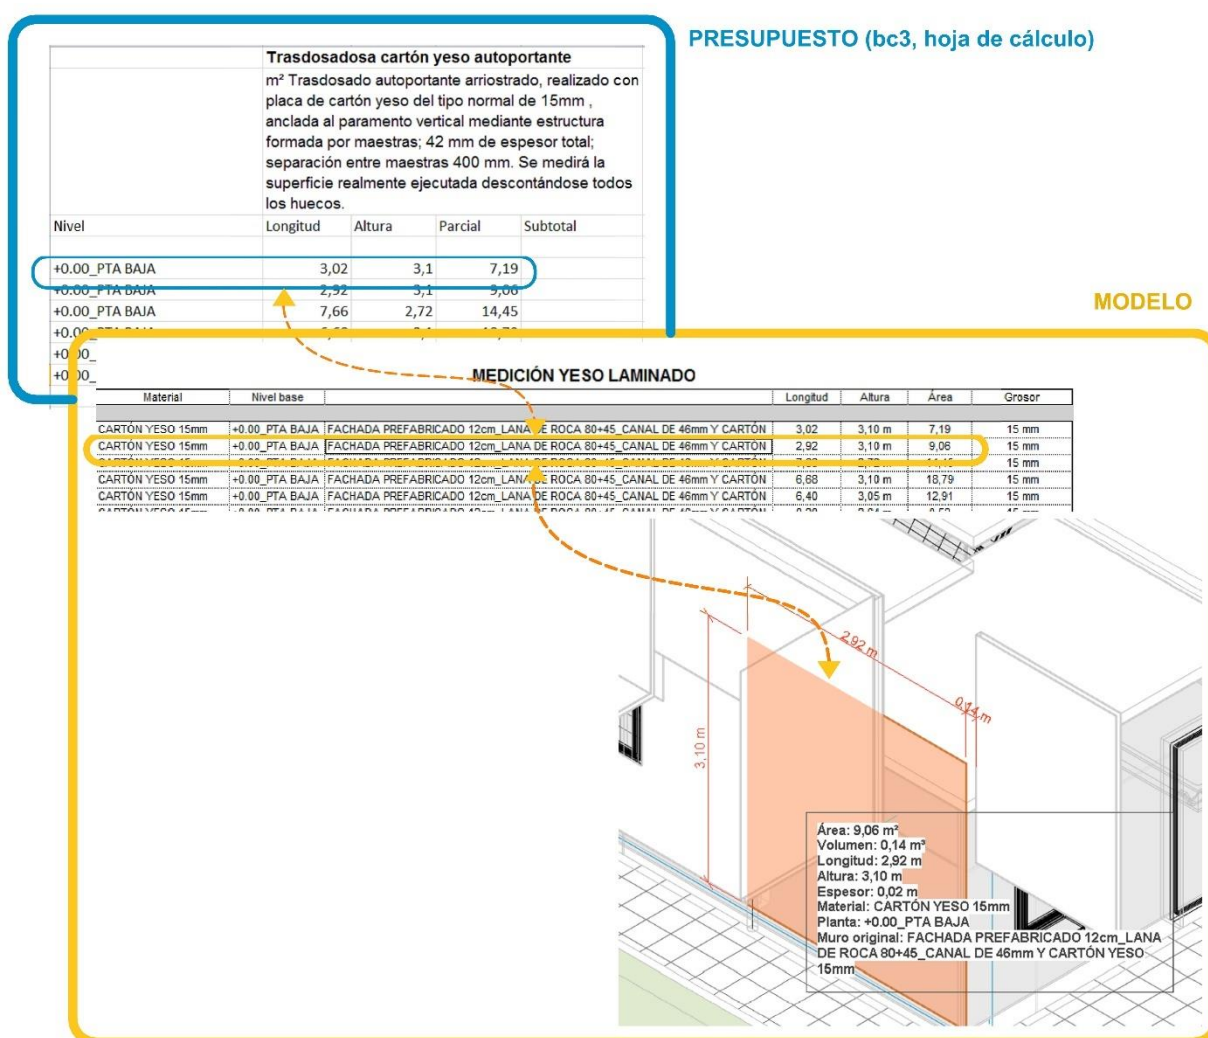 PRESUPUESTO (bc3, hoja de cálculo)
Trasdosadosa cartón yeso autoportante
m² Trasdosado autoportante arriostrado, realizado con
placa de cartón yeso del tipo normal de 15mm ,
anclada al paramento vertical mediante estructura
formada por maestras; 42 mm de espesor total;
separación entre maestras 400 mm. Se medirá la
superficie realmente ejecutada descontándose todos
los huecos.
Nivel Longitud Altura Parcial Subtotal
+0.00_PTA BAJA 3,02 3,1 7,19
+0.00_PTA BAJA 2,92 3,1 9,06
+0.00_PTA BAJA 7,66 2,72 14,45
+0.00_PTA BAJA
+0.00_
+0.00_
MODELO
MEDICIÓN YESO LAMINADO
Material Nivel base Longitud Altura Área Grosor
CARTÓN YESO 15mm +0.00_PTA BAJA FACHADA PREFABRICADO 12cm_LANA DE ROCA 80+45_CANAL DE 46mm Y CARTÓN 3,02 3,10 m 7,19 15 mm
CARTÓN YESO 15mm +0.00_PTA BAJA FACHADA PREFABRICADO 12cm_LANA DE ROCA 80+45_CANAL DE 46mm Y CARTÓN 2,92 3,10 m 9,06 15 mm
15 mm
CARTÓN YESO 15mm +0.00_PTA BAJA FACHADA PREFABRICADO 12cm_LANA DE ROCA 80+45_CANAL DE 46mm Y CARTÓN 6,68 3,10 m 18,79 15 mm
CARTÓN YESO 15mm +0.00_PTA BAJA FACHADA PREFABRICADO 12cm_LANA DE ROCA 80+45_CANAL DE 46mm Y CARTÓN 6,40 3,05 m 12,91 15 mm
2,92 m
0,14 m
3,10 m
Área: 9,06 m²
Volumen: 0,14 m³
Longitud: 2,92 m
Altura: 3,10 m
Espesor: 0,02 m
Material: CARTÓN YESO 15mm
Planta: +0.00_PTA BAJA
Muro original: FACHADA PREFABRICADO 12cm_LANA
DE ROCA 80+45_CANAL DE 46mm Y CARTÓN YESO
15mm